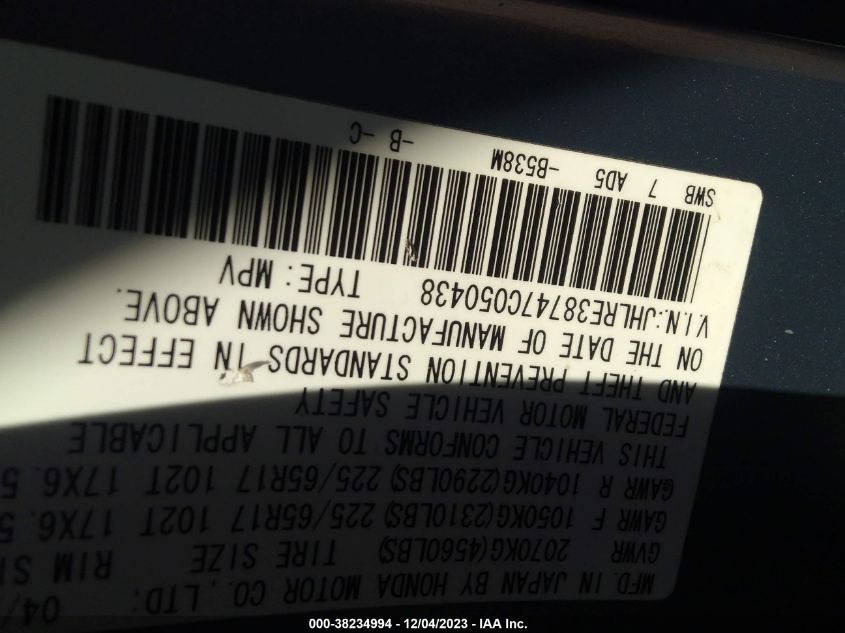 MFD. IN JAPAN BY HONDA MOTOR CO., LTD: 04/
GVWR 2070KG(4560LBS) TIRE SIZE RIM SI
GAWR F 1050KG(2310LBS) 225/65R17 102T 17X6.5
GAWR R 1040KG(2290LBS) 225/65R17 102T 17X6.5
THIS VEHICLE CONFORMS TO ALL APPLICABLE
FEDERAL MOTOR VEHICLE SAFETY
AND THEFT PREVENTION STANDARDS IN EFFECT
ON THE DATE OF MANUFACTURE SHOWN ABOVE.
V.I.N.:JHLRE38747C050438 TYPE: MPV
SWB 7 AD5 -B538M -B -C
000-38234994 - 12/04/2023 - IAA Inc.